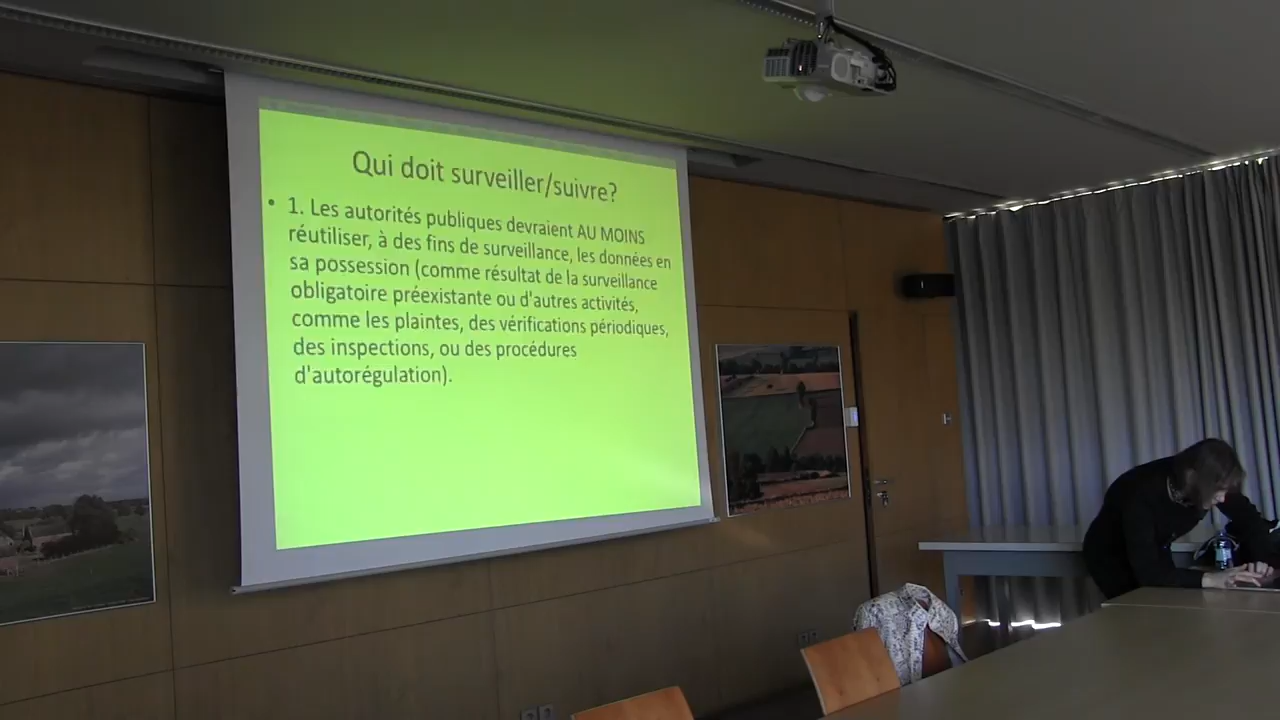 Qui doit surveiller/suivre?
• 1. Les autorités publiques devraient AU MOINS
réutiliser, à des fins de surveillance, les données en
sa possession (comme résultat de la surveillance
obligatoire préexistante ou d'autres activités,
comme les plaintes, des vérifications périodiques,
des inspections, ou des procédures
d'autorégulation).